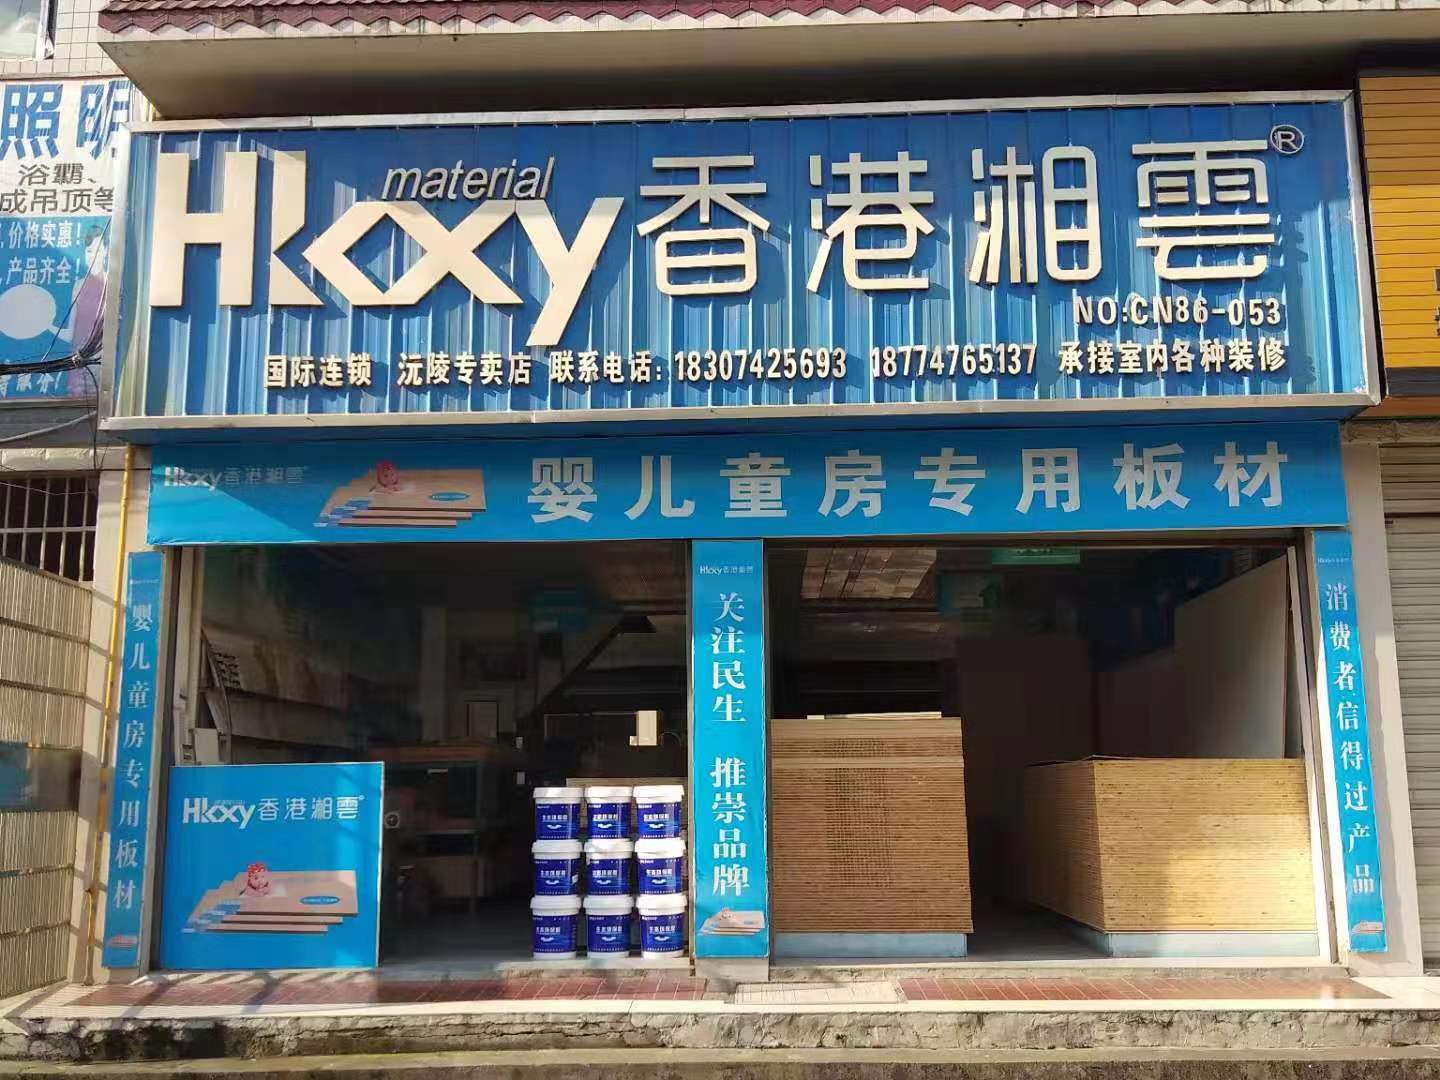 照明
浴霸、
成吊顶等
价格实惠!
产品齐全!
material
Hkxy香港湘雲®
NO:CN86-053
国际连锁 沅陵专卖店 联系电话:18307425693 18774765137 承接室内各种装修
Hkxy香港湘雲 婴儿童房专用板材
婴儿童房专用板材
Hkxy香港湘雲
关注民生 推崇品牌
消费者信得过产品
Hkxy香港湘雲